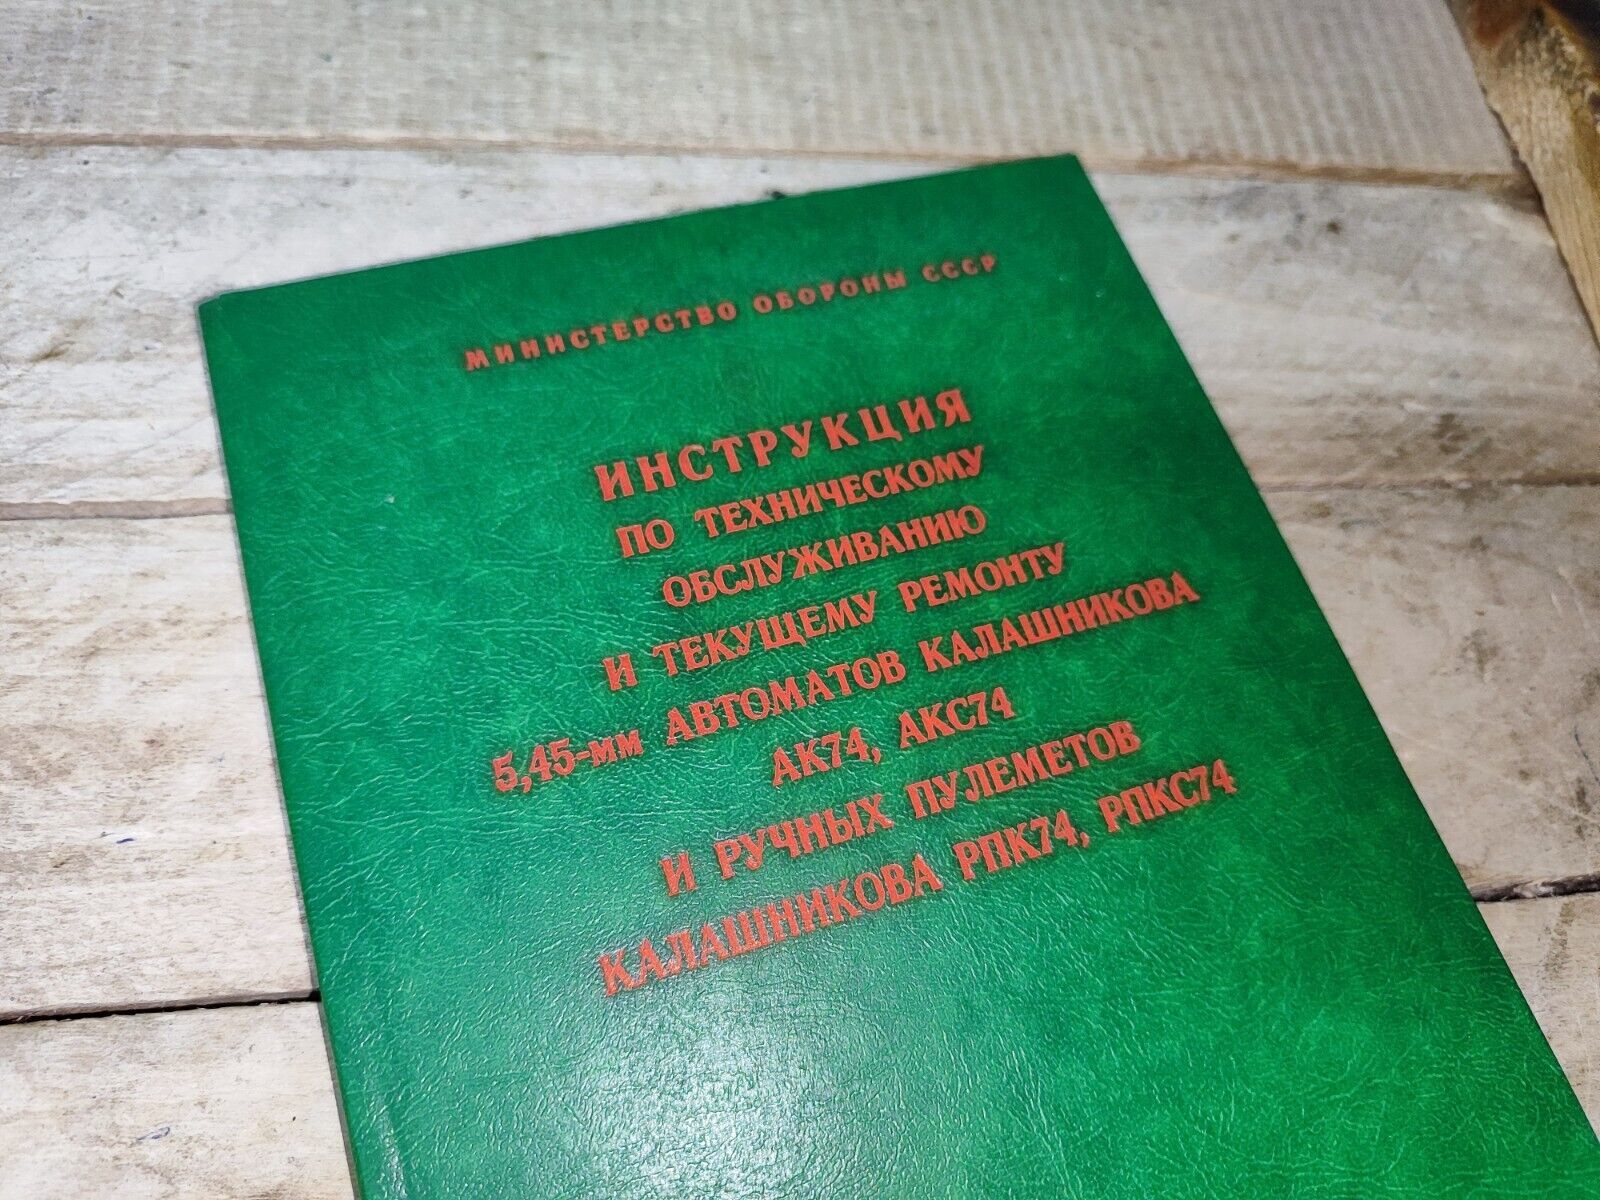 МИНИСТЕРСТВО ОБОРОНЫ СССР
ИНСТРУКЦИЯ
ПО ТЕХНИЧЕСКОМУ
ОБСЛУЖИВАНИЮ
И ТЕКУЩЕМУ РЕМОНТУ
5,45-мм АВТОМАТОВ КАЛАШНИКОВА
АК74, АКС74
И РУЧНЫХ ПУЛЕМЕТОВ
КАЛАШНИКОВА РПК74, РПКС74